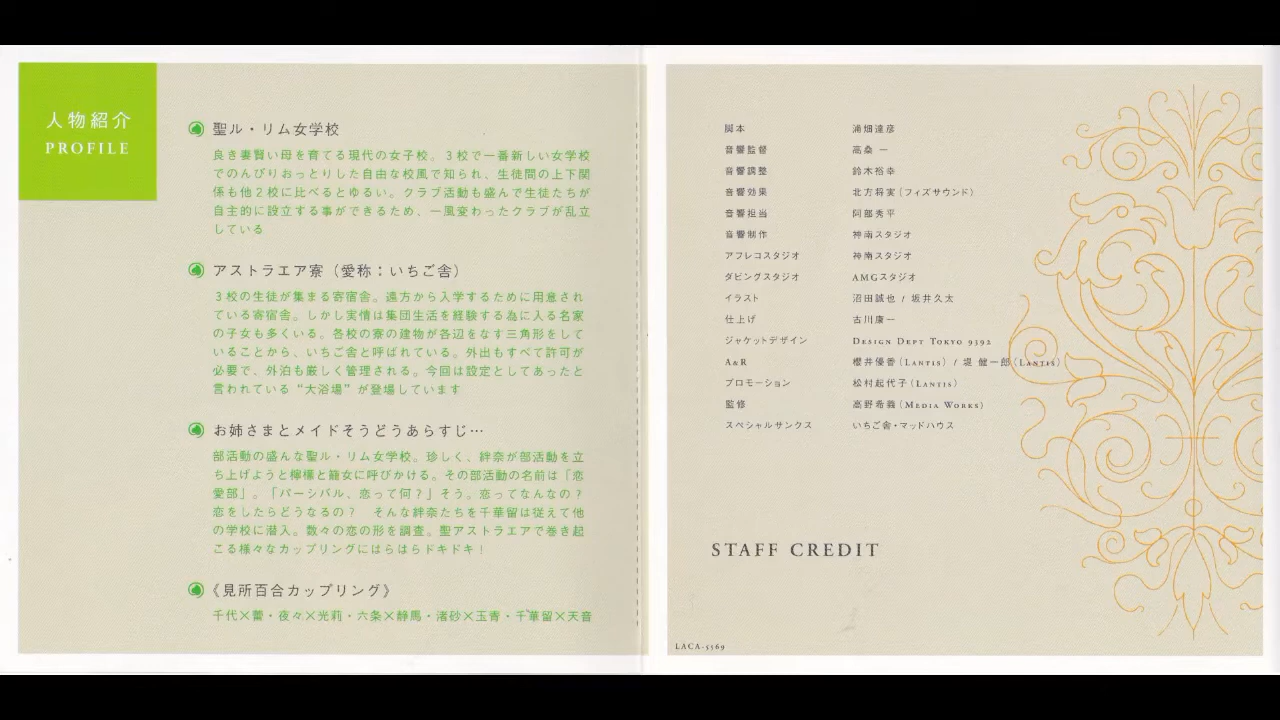 人物紹介
PROFILE
聖ル・リム女学校
良き妻賢い母を育てる現代の女子校。３校で一番新しい女学校
でのんびりおっとりした自由な校風で知られ、生徒間の上下関
係も他２校に比べるとゆるい。クラブ活動も盛んで生徒たちが
自主的に設立する事ができるため、一風変わったクラブが乱立
している
アストラエア寮（愛称：いちご舎）
３校の生徒が集まる寄宿舎。遠方から入学するために用意され
ている寄宿舎。しかし実情は集団生活を経験する為に入る名家
の子女も多くいる。各校の寮の建物が各辺をなす三角形をして
いることから、いちご舎と呼ばれている。外出もすべて許可が
必要で、外泊も厳しく管理される。今回は設定としてあったと
言われている“大浴場”が登場しています
お姉さまとメイドそうどうあらすじ…
部活動の盛んな聖ル・リム女学校。珍しく、絆奈が部活動を立
ち上げようと檸檬と籠女に呼びかける。その部活動の名前は「恋
愛部」。「パーシバル、恋って何？」そう。恋ってなんなの？
恋をしたらどうなるの？　そんな絆奈たちを千華留は従えて他
の学校に潜入。数々の恋の形を調査。聖アストラエアで巻き起
こる様々なカップリングにはらはらドキドキ！
《見所百合カップリング》
千代×蕾・夜々×光莉・六条×静馬・渚砂×玉青・千華留×天音
脚本 浦畑達彦
音響監督 高桑 一
音響調整 鈴木裕幸
音響効果 北方将実（フィズサウンド）
音響担当 阿部秀平
音響制作 神南スタジオ
アフレコスタジオ 神南スタジオ
ダビングスタジオ AMGスタジオ
イラスト 沼田誠也 / 坂井久太
仕上げ 古川康一
ジャケットデザイン Design Dept Tokyo 9392
A&R 櫻井優香（Lantis） / 堤 健一郎（Lantis）
プロモーション 松村起代子（Lantis）
監修 高野希義（Media Works）
スペシャルサンクス いちご舎・マッドハウス
STAFF CREDIT
LACA-5569